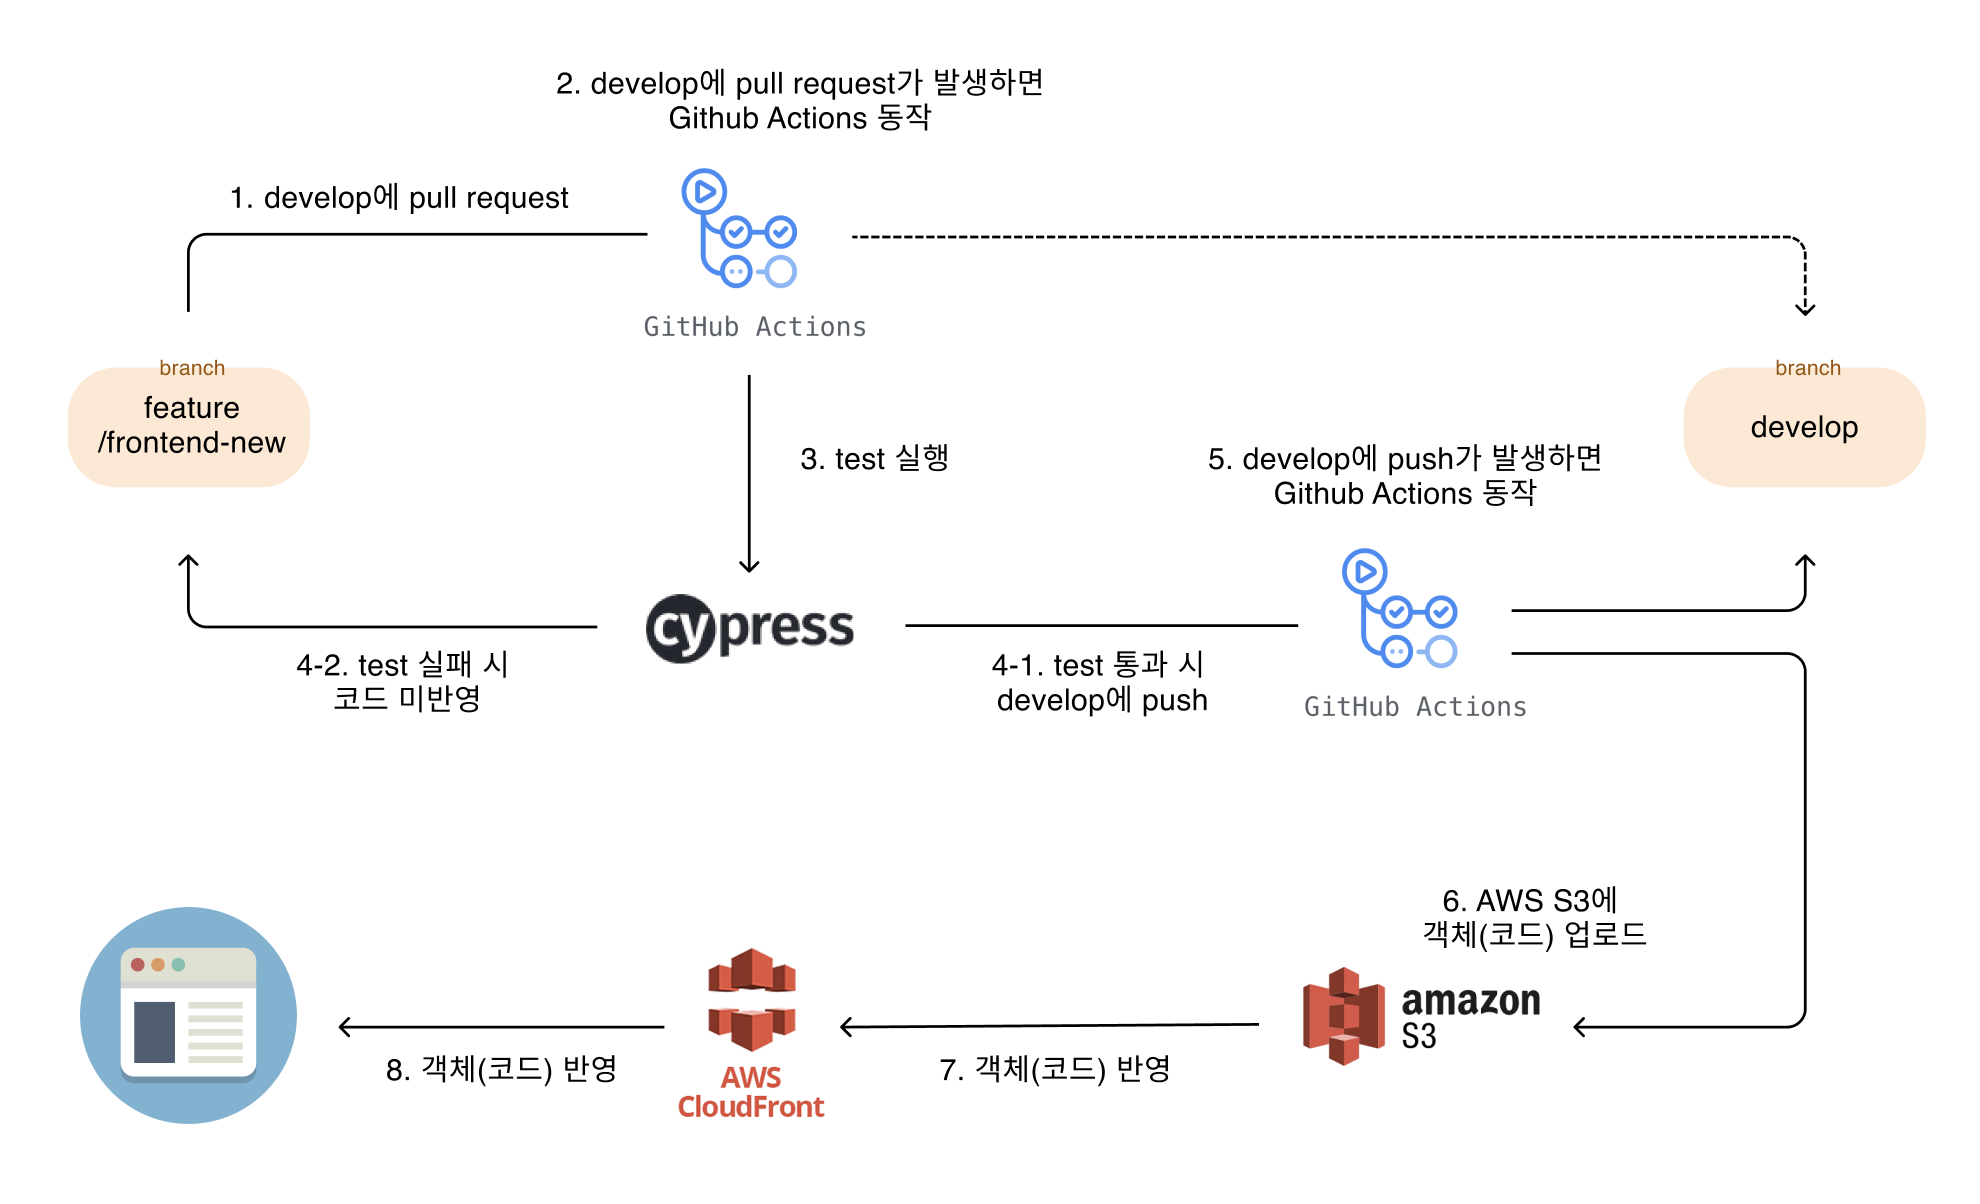 2. develop에 pull request가 발생하면
Github Actions 동작
1. develop에 pull request
GitHub Actions
branch
feature
/frontend-new
branch
develop
3. test 실행
5. develop에 push가 발생하면
Github Actions 동작
cypress
4-2. test 실패 시
코드 미반영
4-1. test 통과 시
develop에 push
GitHub Actions
6. AWS S3에
객체(코드) 업로드
amazon
S3
7. 객체(코드) 반영
AWS
CloudFront
8. 객체(코드) 반영